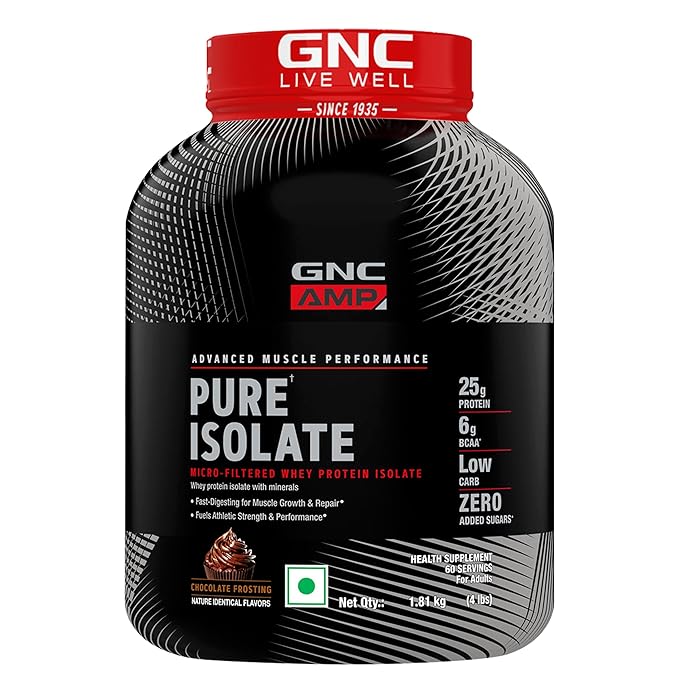 GNC
LIVE WELL
SINCE 1935
GNC
AMP
ADVANCED MUSCLE PERFORMANCE
PURE†
ISOLATE
MICRO-FILTERED WHEY PROTEIN ISOLATE
Whey protein isolate with minerals
• Fast-Digesting for Muscle Growth & Repair*
• Fuels Athletic Strength & Performance*
25g
PROTEIN
6g
BCAA*
Low
CARB
ZERO
ADDED SUGARS*
CHOCOLATE FROSTING
NATURE IDENTICAL FLAVORS
HEALTH SUPPLEMENT
60 SERVINGS
For Adults
Net Qty.: 1.81 kg (4 lbs)